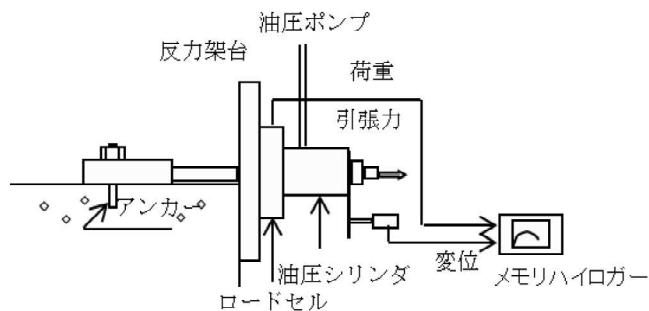 油圧ポンプ
反力架台
荷重
引張力
アンカー
油圧シリンダ
変位
メモリハイロガー
ロードセル